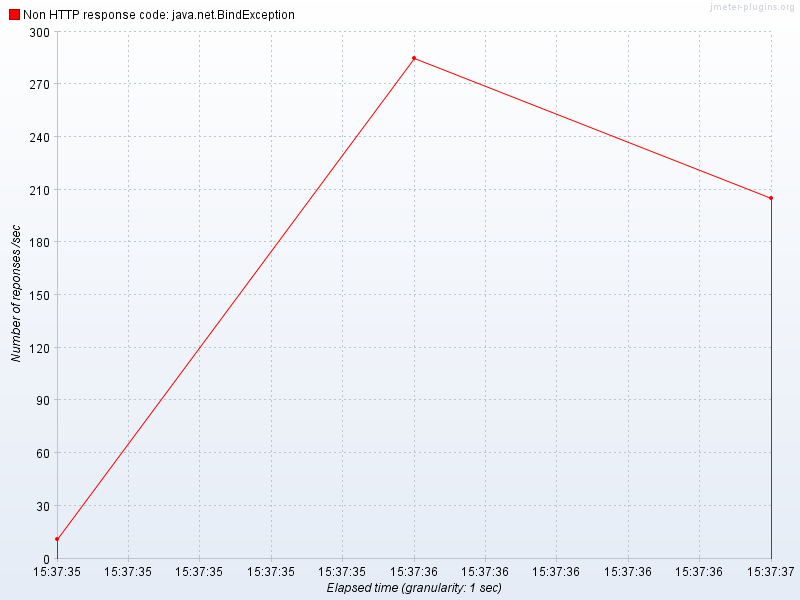 jmeter-plugins.org
Non HTTP response code: java.net.BindException
300
270
240
210
180
150
120
90
60
30
0
Number of reponses /sec
15:37:35 15:37:35 15:37:35 15:37:35 15:37:35 15:37:36 15:37:36 15:37:36 15:37:36 15:37:36 15:37:37
Elapsed time (granularity: 1 sec)